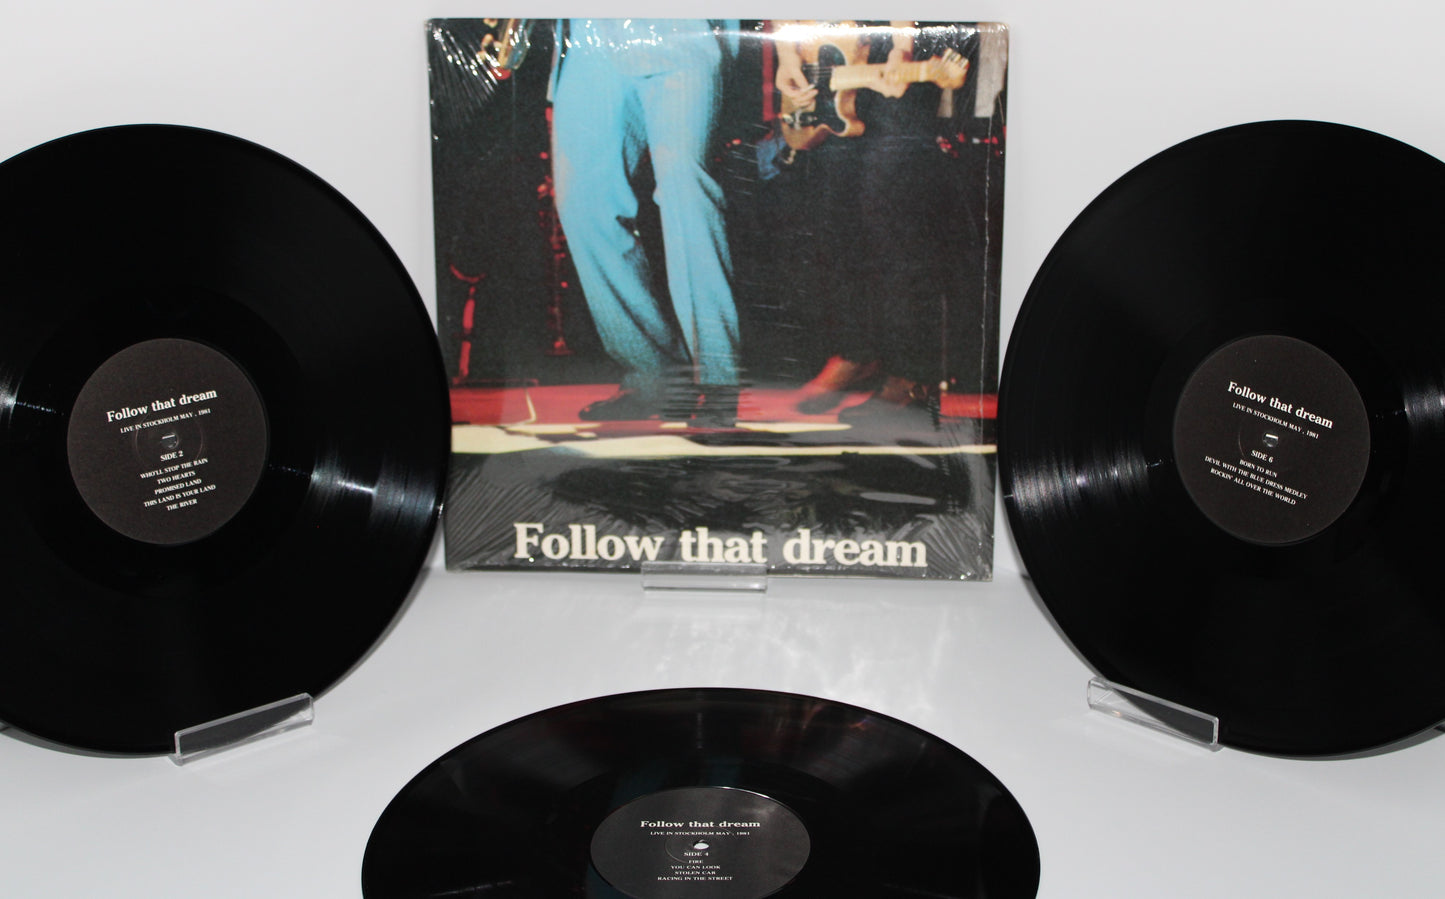 Follow that dream
Follow that dream
LIVE IN STOCKHOLM MAY , 1981
SIDE 2
WHO'LL STOP THE RAIN
TWO HEARTS
PROMISED LAND
THIS LAND IS YOUR LAND
THE RIVER
Follow that dream
LIVE IN STOCKHOLM MAY , 1981
SIDE 6
BORN TO RUN
DEVIL WITH THE BLUE DRESS MEDLEY
ROCKIN' ALL OVER THE WORLD
Follow that dream
LIVE IN STOCKHOLM MAY , 1981
SIDE 4
FIRE
YOU CAN LOOK
STOLEN CAR
RACING IN THE STREET